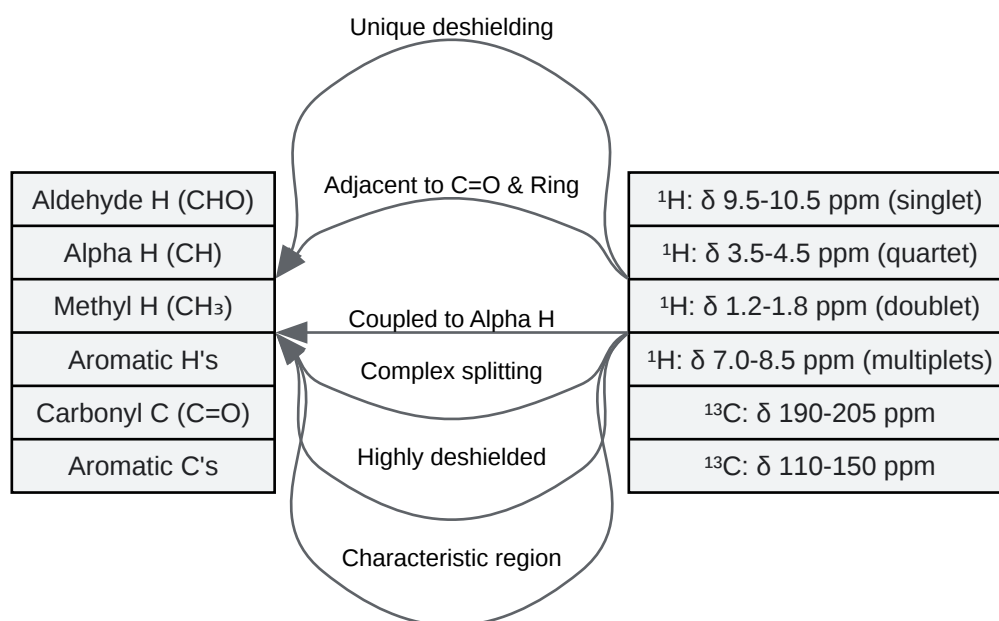 Unique deshielding
Adjacent to C=O & Ring
Aldehyde H (CHO)
Alpha H (CH)
Methyl H (CH₃)
Aromatic H's
Carbonyl C (C=O)
Aromatic C's
Coupled to Alpha H
Complex splitting
Highly deshielded
Characteristic region
¹H: δ 9.5-10.5 ppm (singlet)
¹H: δ 3.5-4.5 ppm (quartet)
¹H: δ 1.2-1.8 ppm (doublet)
¹H: δ 7.0-8.5 ppm (multiplets)
¹³C: δ 190-205 ppm
¹³C: δ 110-150 ppm